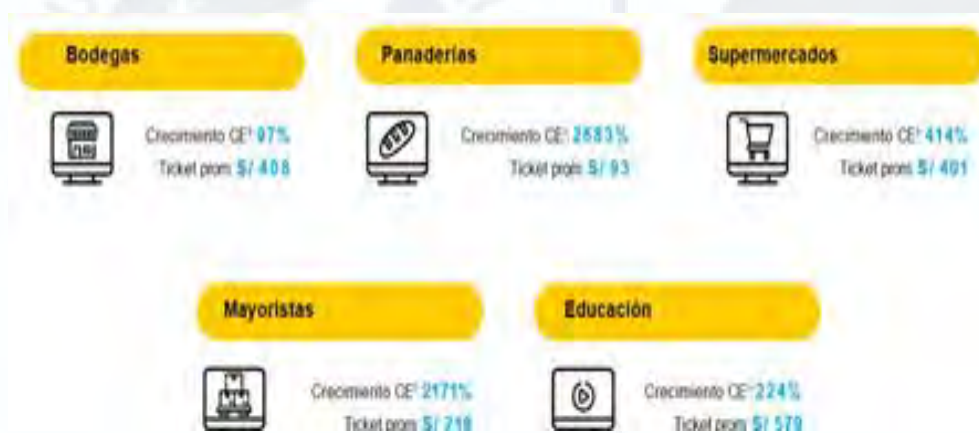 Bodegas
Crecimiento CE¹ 97%
Ticket prom S/ 408
Panaderías
Crecimiento CE¹ 2683%
Ticket prom S/ 93
Supermercados
Crecimiento CE¹ 414%
Ticket prom S/ 401
Mayoristas
Crecimiento CE¹ 2171%
Ticket prom S/ 218
Educación
Crecimiento CE¹ 224%
Ticket prom S/ 579